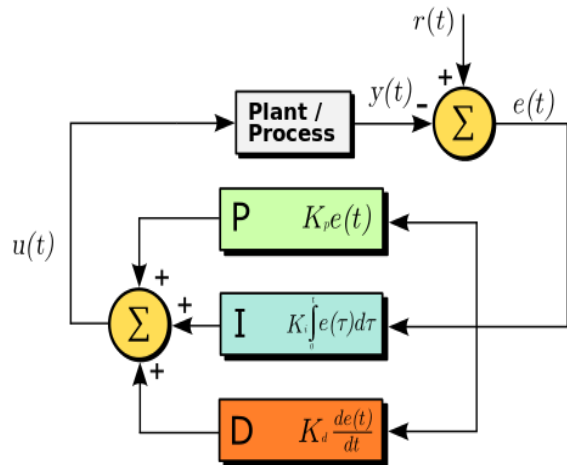 r(t)
+
Plant /
Process
y(t)
-
Σ
e(t)
P K_p e(t)
u(t)
+
Σ
+
I K_i ∫_0^t e(τ)dτ
+
D K_d de(t)/dt